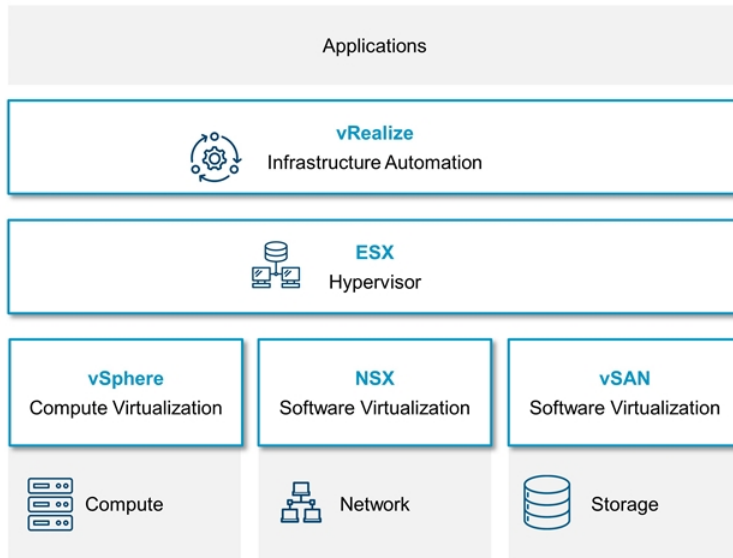 Applications
vRealize
Infrastructure Automation
ESX
Hypervisor
vSphere
Compute Virtualization
NSX
Software Virtualization
vSAN
Software Virtualization
Compute
Network
Storage